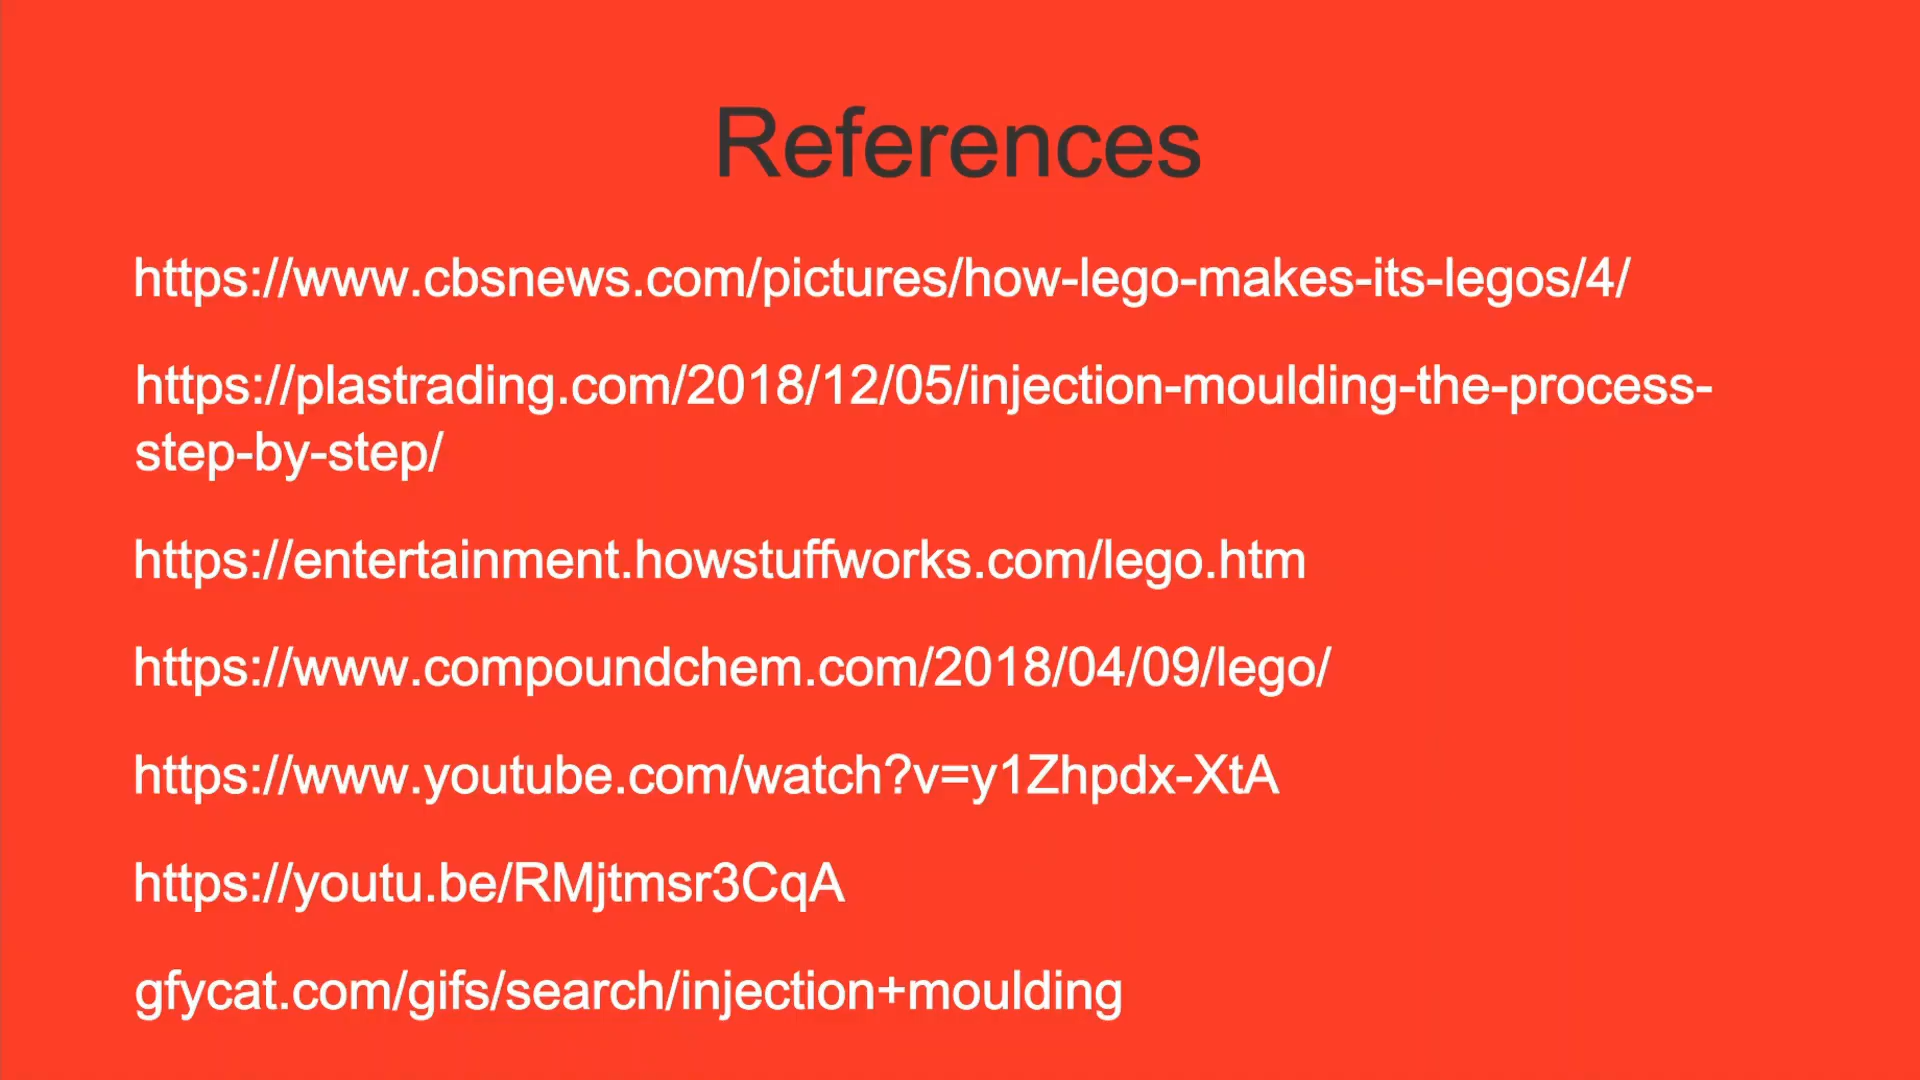 References
https://www.cbsnews.com/pictures/how-lego-makes-its-legos/4/
https://plastrading.com/2018/12/05/injection-moulding-the-process-
step-by-step/
https://entertainment.howstuffworks.com/lego.htm
https://www.compoundchem.com/2018/04/09/lego/
https://www.youtube.com/watch?v=y1Zhpdx-XtA
https://youtu.be/RMjtmsr3CqA
gfycat.com/gifs/search/injection+moulding